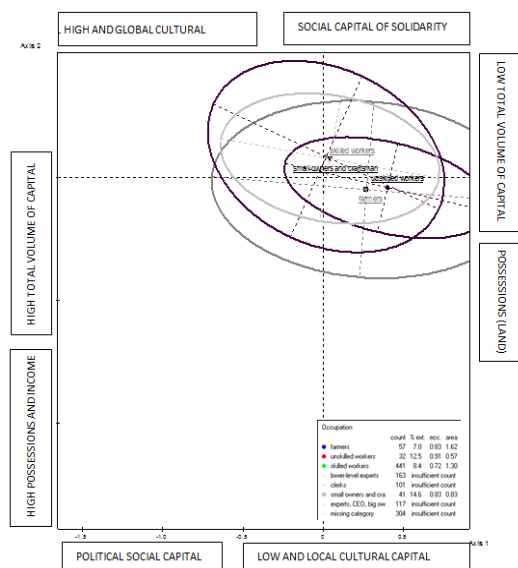 Axis 2
. HIGH AND GLOBAL CULTURAL
SOCIAL CAPITAL OF SOLIDARITY
LOW TOTAL VOLUME OF CAPITAL
HIGH TOTAL VOLUME OF CAPITAL
skilled workers
small owners and craftsman
unskilled workers
farmers
POSSESSIONS (LAND)
HIGH POSSESSIONS AND INCOME
Occupation
count % ext. ecc. area
farmers 57 7.0 0.83 1.62
unskilled workers 32 12.5 0.91 0.57
skilled workers 441 8.4 0.72 1.30
lower-level experts 163 insufficient count
clerks 101 insufficient count
small owners and cra 41 14.6 0.83 0.83
experts, CEO, big ow 117 insufficient count
missing category 304 insufficient count
-1.5 -1.0 -0.5 0 0.5
Axis 1
POLITICAL SOCIAL CAPITAL
LOW AND LOCAL CULTURAL CAPITAL